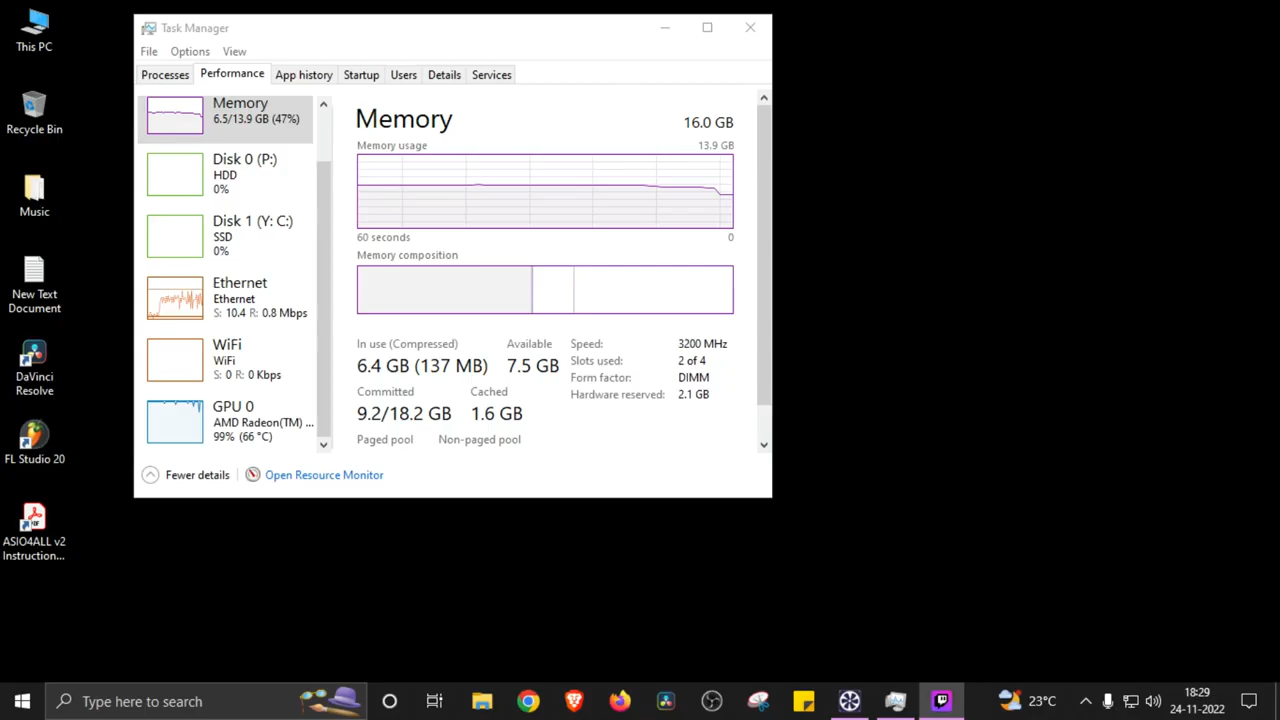 This PC
Recycle Bin
Music
New Text
Document
DaVinci
Resolve
FL Studio 20
ASIO4ALL v2
Instruction...
Task Manager
File Options View
Processes Performance App history Startup Users Details Services
Memory
6.5/13.9 GB (47%)
Disk 0 (P:)
HDD
0%
Disk 1 (Y: C:)
SSD
0%
Ethernet
Ethernet
S: 10.4 R: 0.8 Mbps
WiFi
WiFi
S: 0 R: 0 Kbps
GPU 0
AMD Radeon(TM) ...
99% (66 °C)
Memory 16.0 GB
Memory usage 13.9 GB
60 seconds 0
Memory composition
In use (Compressed) Available
6.4 GB (137 MB) 7.5 GB
Committed Cached
9.2/18.2 GB 1.6 GB
Paged pool Non-paged pool
Speed: 3200 MHz
Slots used: 2 of 4
Form factor: DIMM
Hardware reserved: 2.1 GB
Fewer details Open Resource Monitor
Type here to search
23°C
18:29
24-11-2022